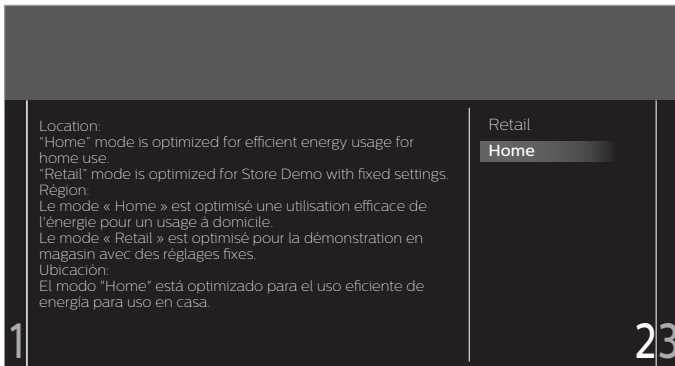 Location:
“Home” mode is optimized for efficient energy usage for
home use.
“Retail” mode is optimized for Store Demo with fixed settings.
Région:
Le mode « Home » est optimisé une utilisation efficace de
l'énergie pour un usage à domicile.
Le mode « Retail » est optimisé pour la démonstration en
magasin avec des réglages fixes.
Ubicación:
El modo "Home" está optimizado para el uso eficiente de
energía para uso en casa.
Retail
Home
1
2
3